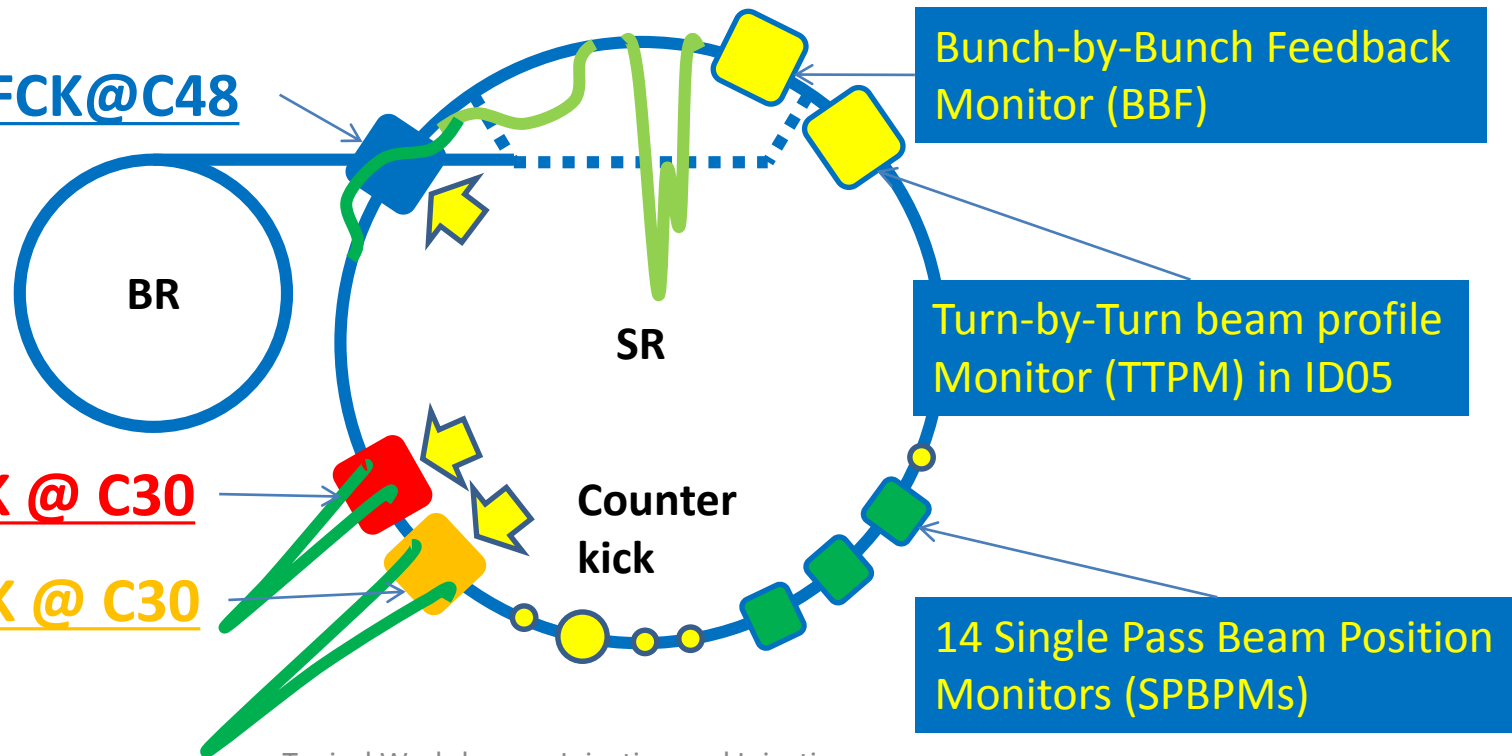 Bunch-by-Bunch Feedback
Monitor (BBF)
FCK@C48
BR
SR
Turn-by-Turn beam profile
Monitor (TTPM) in ID05
K @ C30
Counter
kick
K @ C30
14 Single Pass Beam Position
Monitors (SPBPMs)